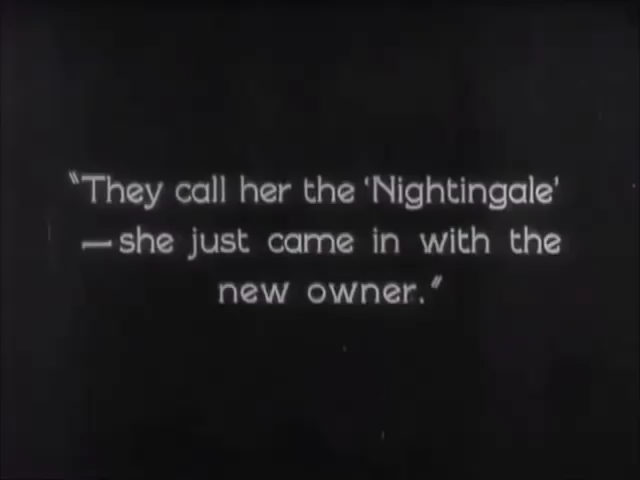 "They call her the 'Nightingale'
—she just came in with the
new owner."